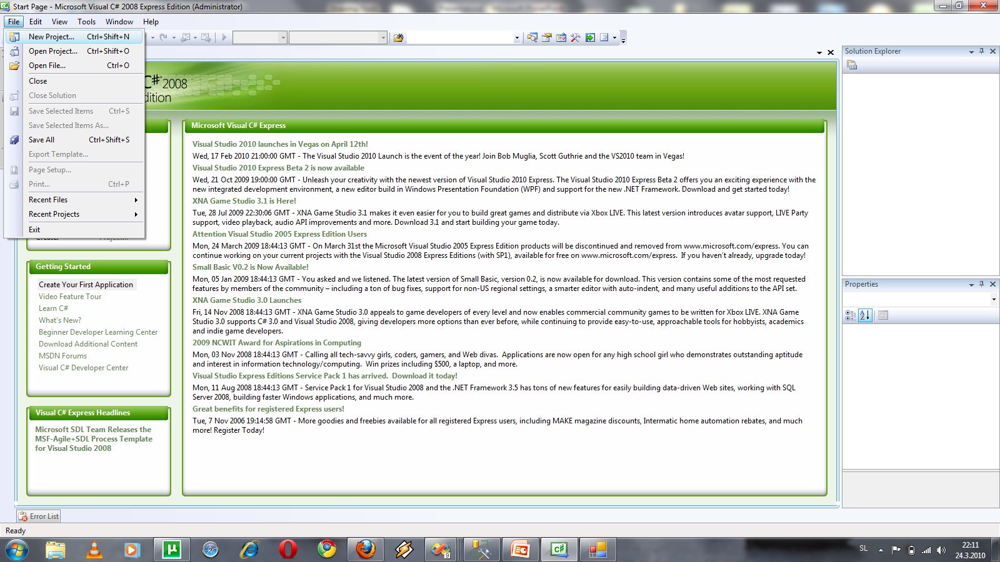 Start Page - Microsoft Visual C# 2008 Express Edition (Administrator)
File Edit View Tools Window Help
New Project... Ctrl+Shift+N
Open Project... Ctrl+Shift+O
Open File... Ctrl+O
Close
Close Solution
Save Selected Items Ctrl+S
Save Selected Items As...
Save All Ctrl+Shift+S
Export Template...
Page Setup...
Print... Ctrl+P
Recent Files
Recent Projects
Exit
C# 2008
dition
Getting Started
Create Your First Application
Video Feature Tour
Learn C#
What's New?
Beginner Developer Learning Center
Download Additional Content
MSDN Forums
Visual C# Developer Center
Visual C# Express Headlines
Microsoft SDL Team Releases the
MSF-Agile+SDL Process Template
for Visual Studio 2008
Microsoft Visual C# Express
Visual Studio 2010 launches in Vegas on April 12th!
Wed, 17 Feb 2010 21:00:00 GMT - The Visual Studio 2010 Launch is the event of the year! Join Bob Muglia, Scott Guthrie and the VS2010 team in Vegas!
Visual Studio 2010 Express Beta 2 is now available
Wed, 21 Oct 2009 19:00:00 GMT - Unleash your creativity with the newest version of Visual Studio 2010 Express. The Visual Studio 2010 Express Beta 2 offers you an exciting experience with the
new integrated development environment, a new editor build in Windows Presentation Foundation (WPF) and support for the new .NET Framework. Download and get started today!
XNA Game Studio 3.1 is Here!
Tue, 28 Jul 2009 22:30:06 GMT - XNA Game Studio 3.1 makes it even easier for you to build great games and distribute via Xbox LIVE. This latest version introduces avatar support, LIVE Party
support, video playback, audio API improvements and more. Download 3.1 and start building your game today.
Attention Visual Studio 2005 Express Edition Users
Mon, 24 March 2009 18:44:13 GMT - On March 31st the Microsoft Visual Studio 2005 Express Edition products will be discontinued and removed from www.microsoft.com/express. You can
continue working on your current projects with the Visual Studio 2008 Express Editions (with SP1), available for free on www.microsoft.com/express. If you haven't already, upgrade today!
Small Basic V0.2 is Now Available!
Mon, 05 Jan 2009 18:44:13 GMT - You asked and we listened. The latest version of Small Basic, version 0.2, is now available for download. This version contains some of the most requested
features by members of the community – including a ton of bug fixes, support for non-US regional settings, a smarter editor with auto-indent, and many useful additions to the API set.
XNA Game Studio 3.0 Launches
Fri, 14 Nov 2008 18:44:13 GMT - XNA Game Studio 3.0 appeals to game developers of every level and now enables commercial community games to be written for Xbox LIVE. XNA Game
Studio 3.0 supports C# 3.0 and Visual Studio 2008, giving developers more options than ever before, while continuing to provide easy-to-use, approachable tools for hobbyists, academics
and indie game developers.
2009 NCWIT Award for Aspirations in Computing
Mon, 03 Nov 2008 18:44:13 GMT - Calling all tech-savvy girls, coders, gamers, and Web divas. Applications are now open for any high school girl who demonstrates outstanding aptitude
and interest in information technology/computing. Win prizes including $500, a laptop, and more.
Visual Studio Express Editions Service Pack 1 has arrived. Download it today!
Mon, 11 Aug 2008 18:44:13 GMT - Service Pack 1 for Visual Studio 2008 and the .NET Framework 3.5 has tons of new features for easily building data-driven Web sites, working with SQL
Server 2008, building faster Windows applications, and much more.
Great benefits for registered Express users!
Tue, 7 Nov 2006 19:14:58 GMT - More goodies and freebies available for all registered Express users, including MAKE magazine discounts, Intermatic home automation rebates, and much
more! Register Today!
Solution Explorer
Properties
Error List
Ready
SL
22:11
24.3.2010